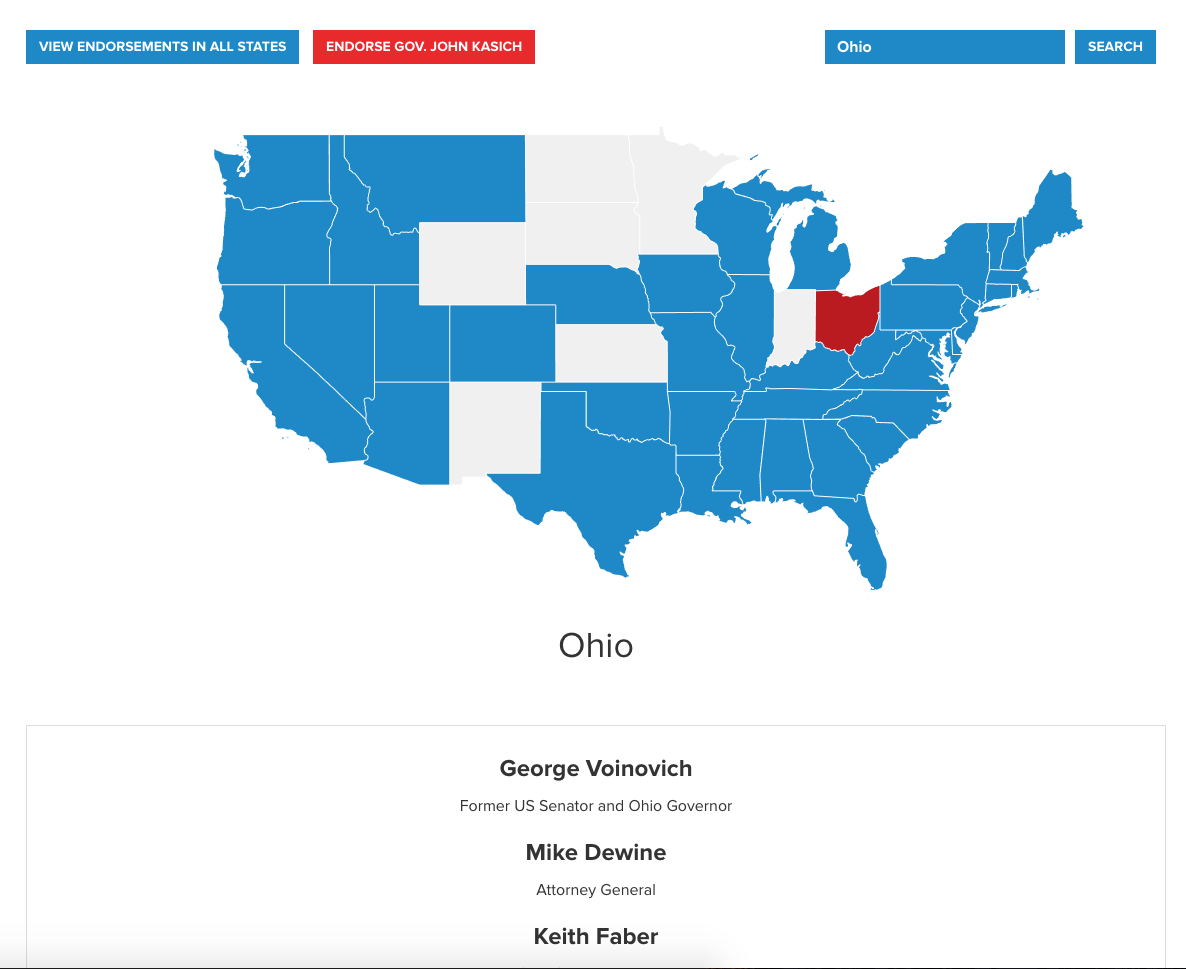 VIEW ENDORSEMENTS IN ALL STATES
ENDORSE GOV. JOHN KASICH
Ohio
SEARCH
Ohio
George Voinovich
Former US Senator and Ohio Governor
Mike Dewine
Attorney General
Keith Faber